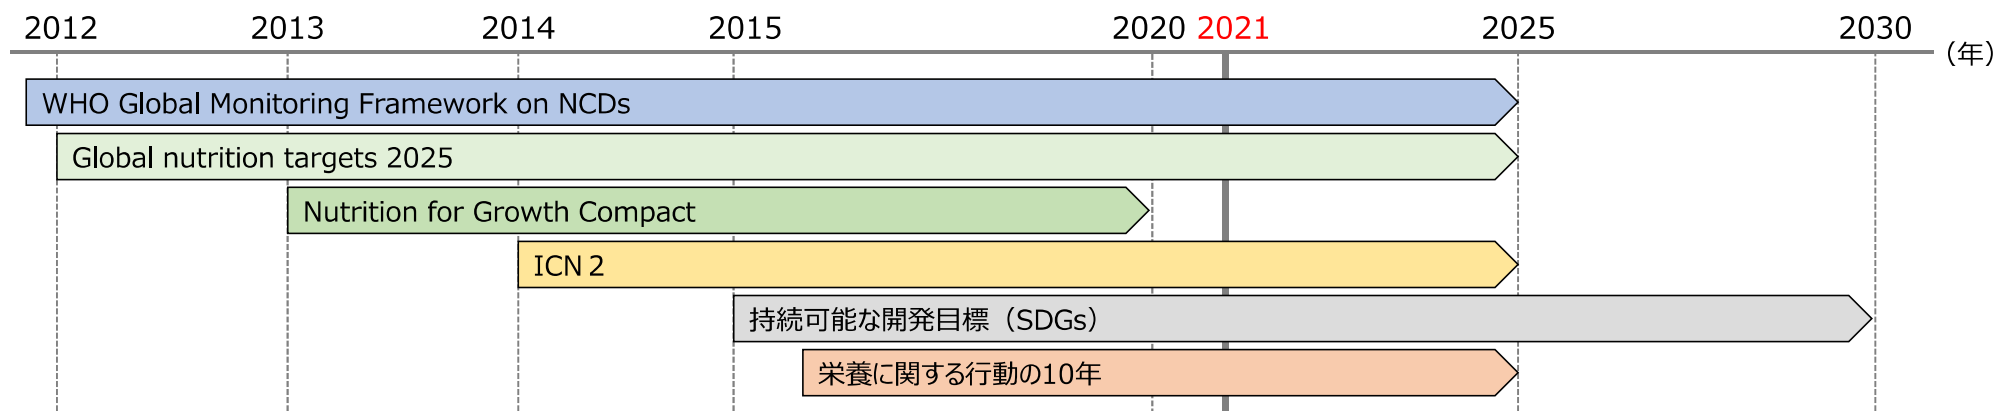 2012 2013 2014 2015 2020 2021 2025 2030
（年）
WHO Global Monitoring Framework on NCDs
Global nutrition targets 2025
Nutrition for Growth Compact
ICN 2
持続可能な開発目標（SDGs）
栄養に関する行動の10年